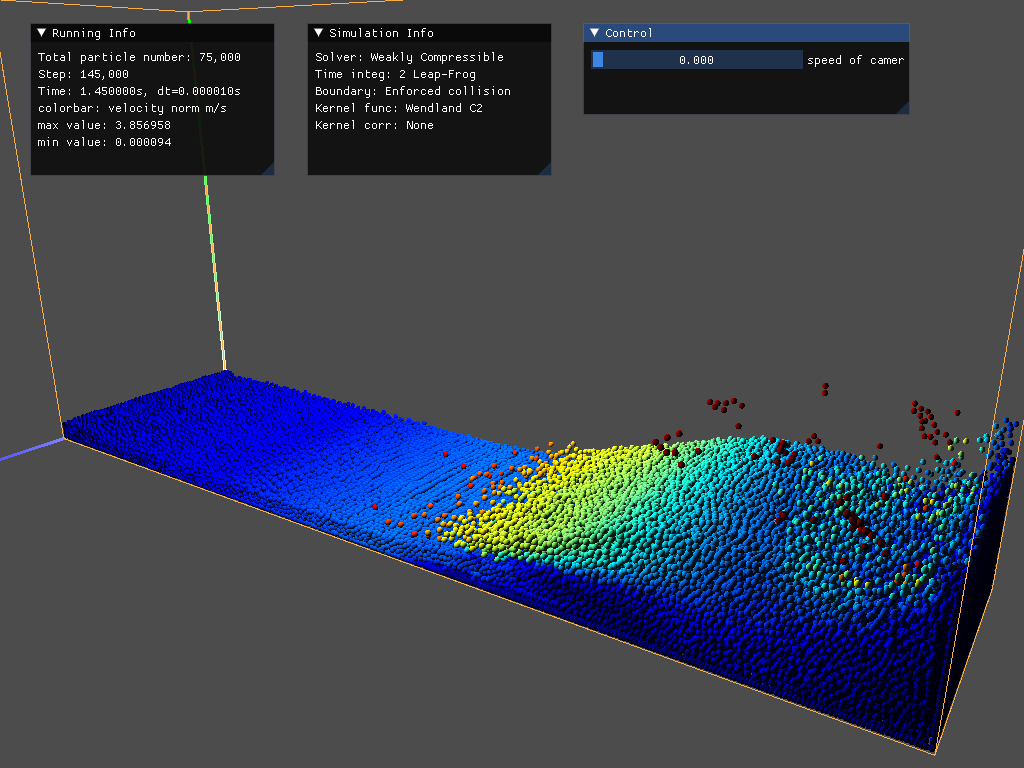 Running Info
Total particle number: 75,000
Step: 145,000
Time: 1.450000s, dt=0.000010s
colorbar: velocity norm m/s
max value: 3.856958
min value: 0.000094
Simulation Info
Solver: Weakly Compressible
Time integ: 2 Leap-Frog
Boundary: Enforced collision
Kernel func: Wendland C2
Kernel corr: None
Control
0.000 speed of camer